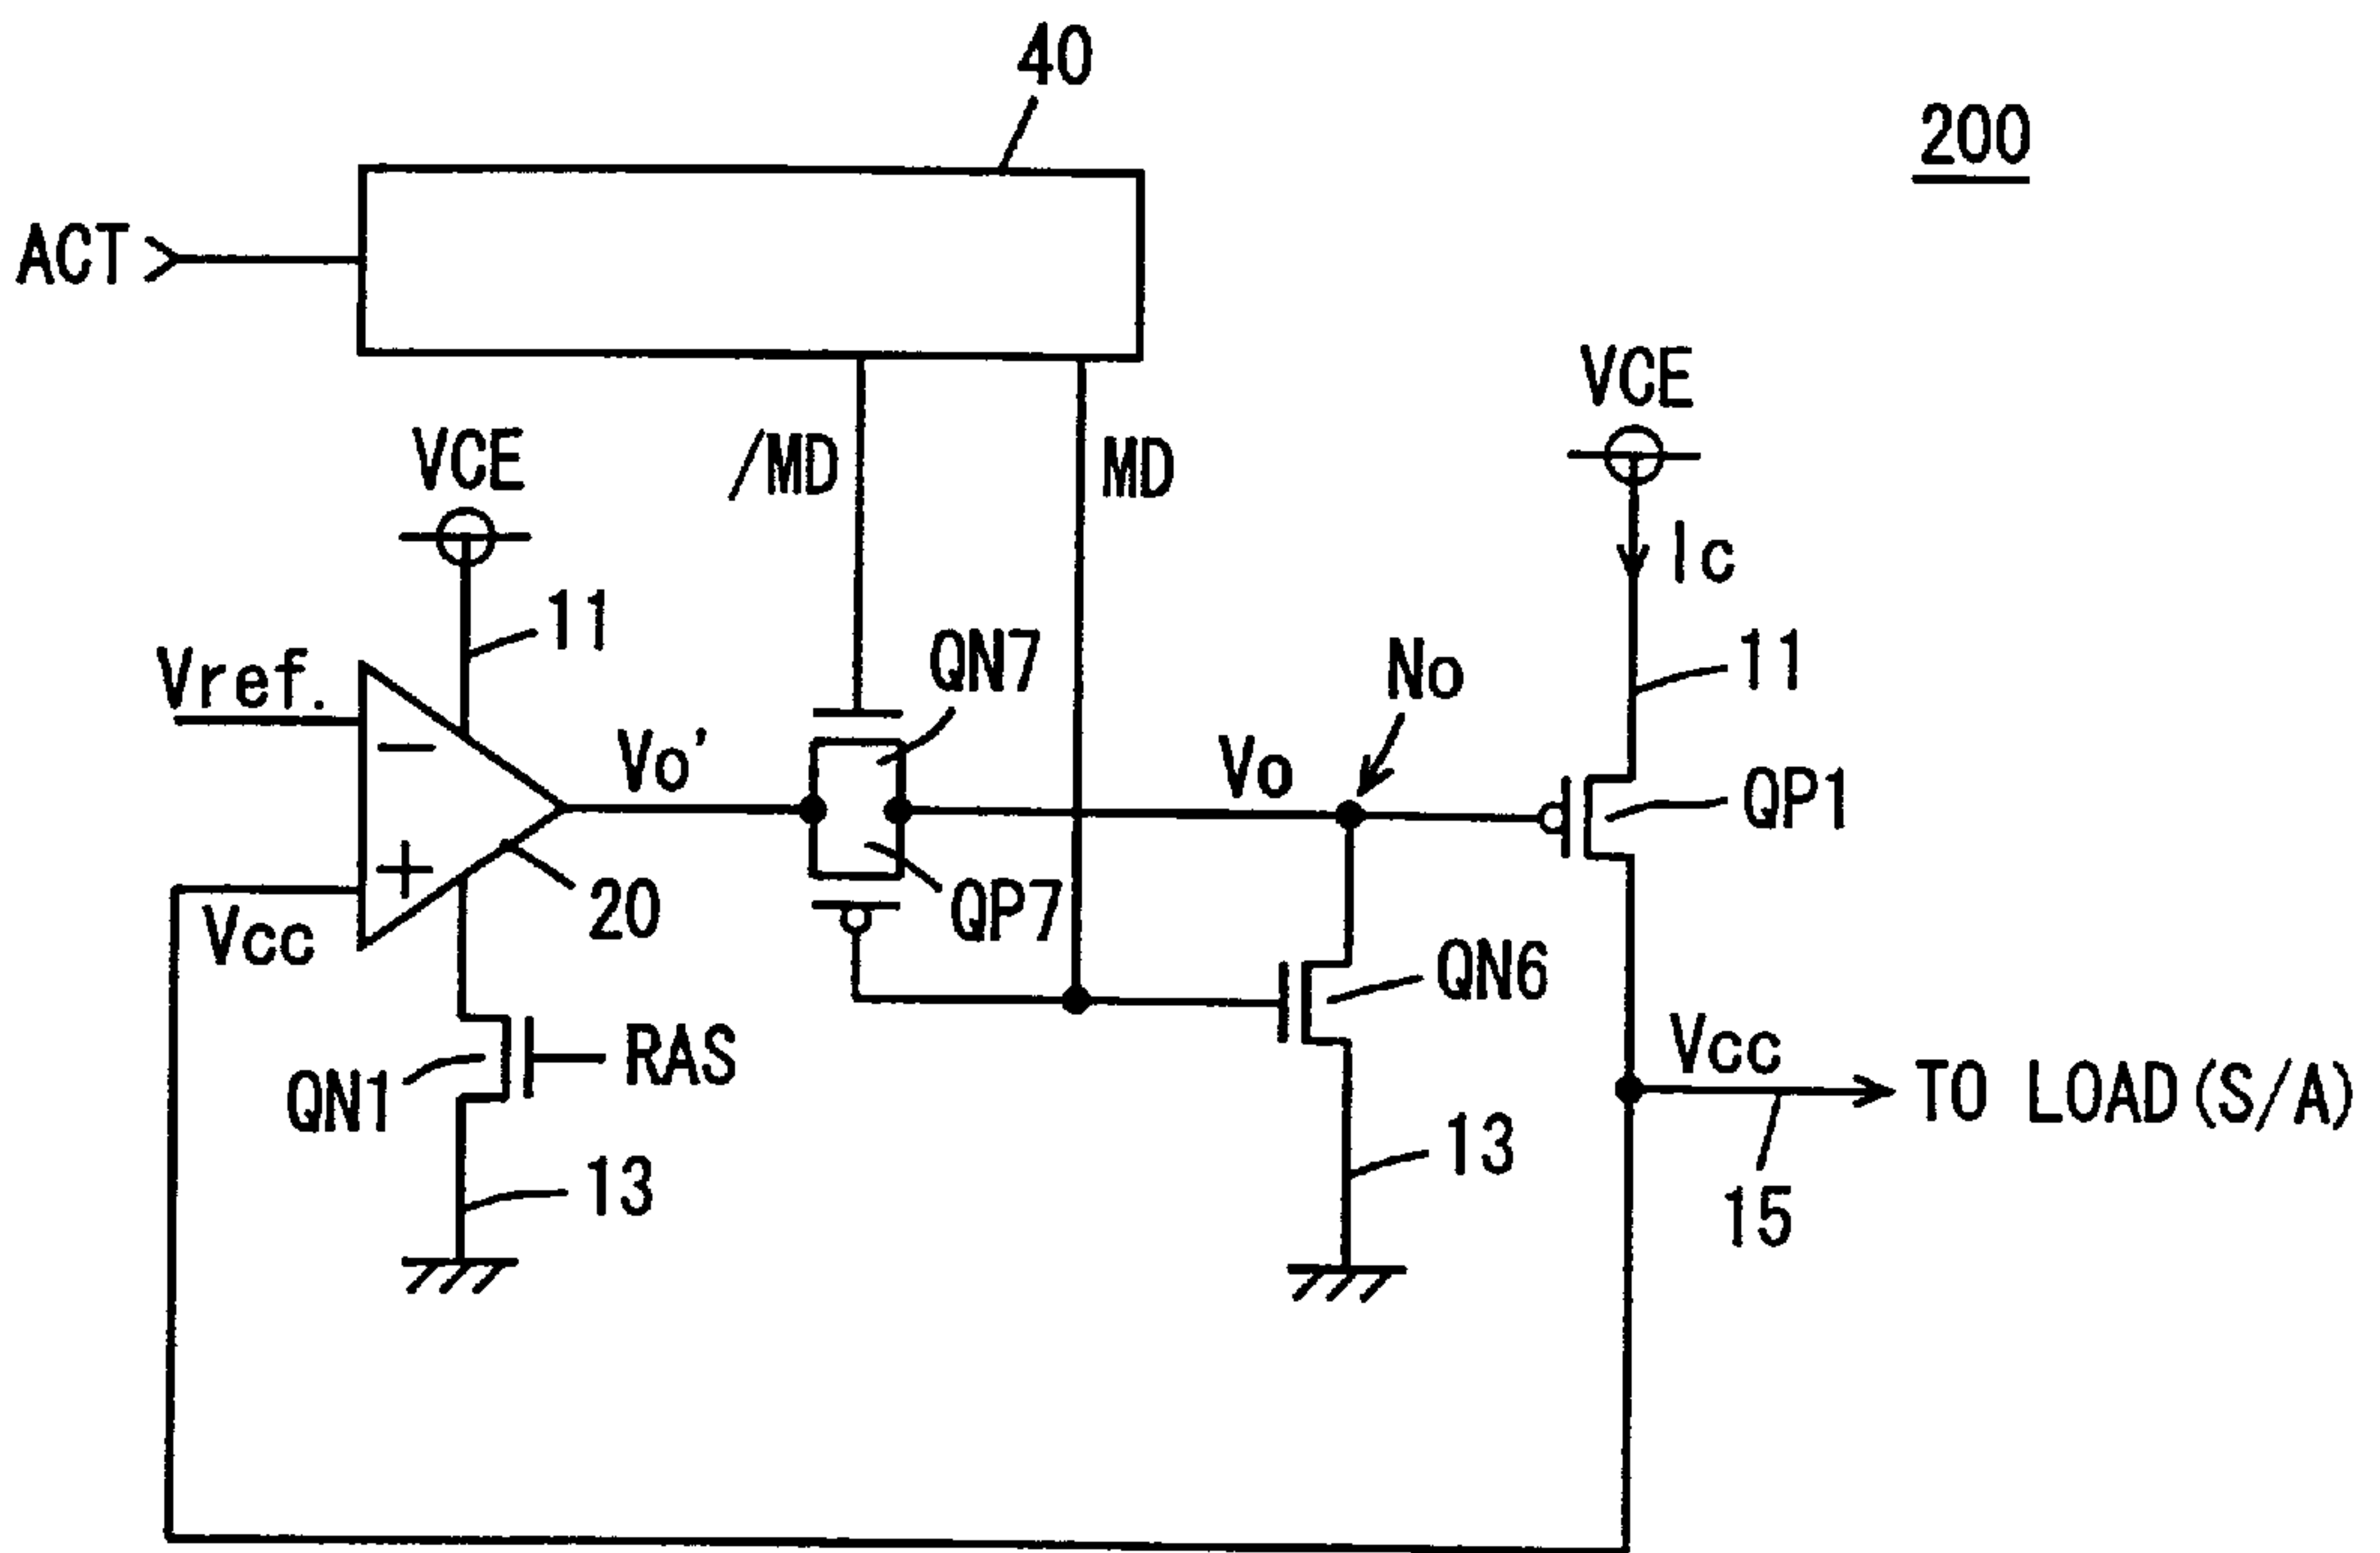 40
200
ACT
VCE
VCE
/MD
MD
Ic
11
QN7
No
11
Vref.
Vo'
Vo
QP1
−
+
20
QP7
Vcc
QN6
RAS
QN1
Vcc
TO LOAD(S/A)
13
13
15